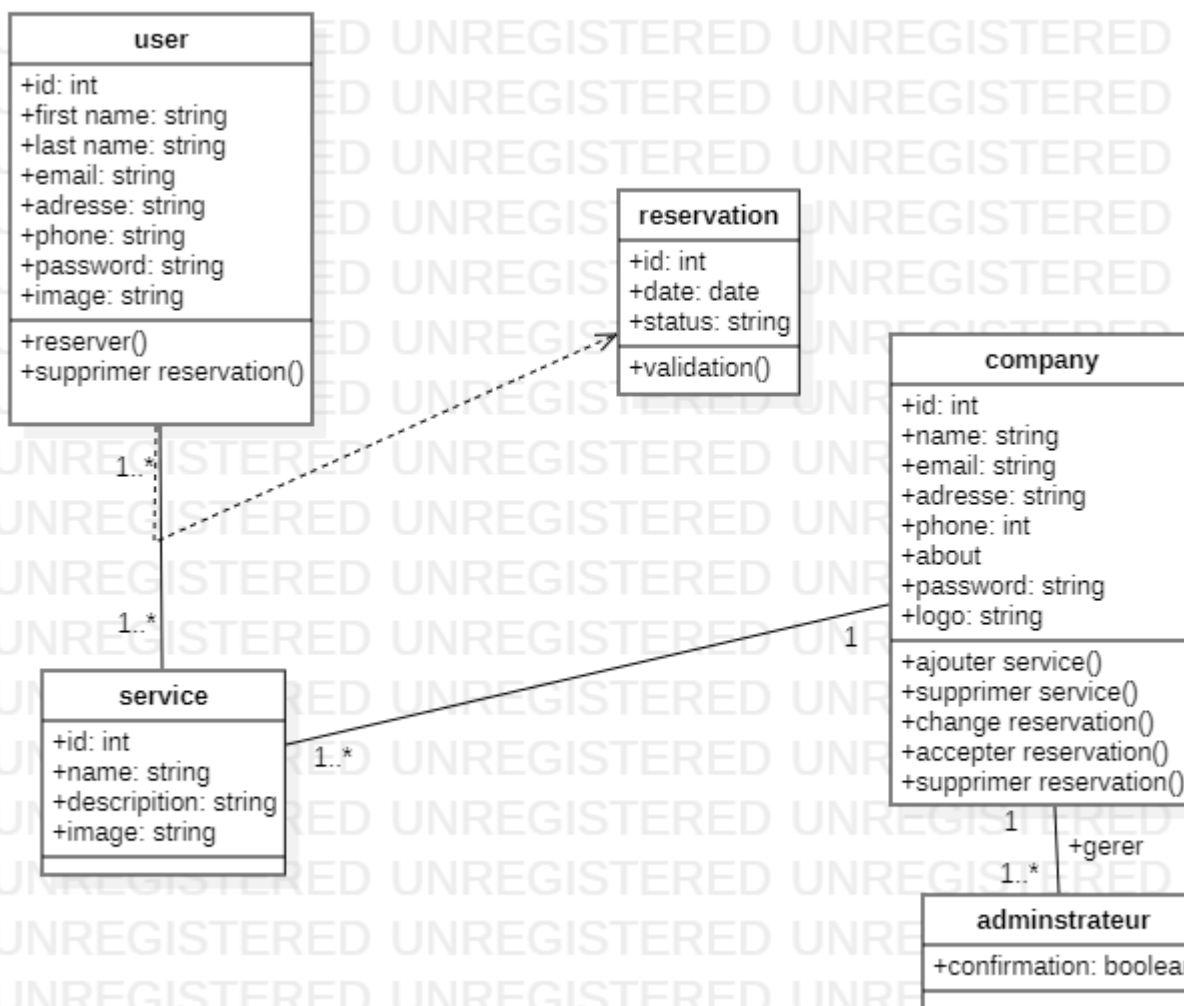 user
+id: int
+first name: string
+last name: string
+email: string
+adresse: string
+phone: string
+password: string
+image: string
+reserver()
+supprimer reservation()
1..*
1..*
reservation
+id: int
+date: date
+status: string
+validation()
service
+id: int
+name: string
+descripition: string
+image: string
1..*
1
company
+id: int
+name: string
+email: string
+adresse: string
+phone: int
+about
+password: string
+logo: string
+ajouter service()
+supprimer service()
+change reservation()
+accepter reservation()
+supprimer reservation()
1
+gerer
1..*
adminstrateur
+confirmation: boolean
UNREGISTERED